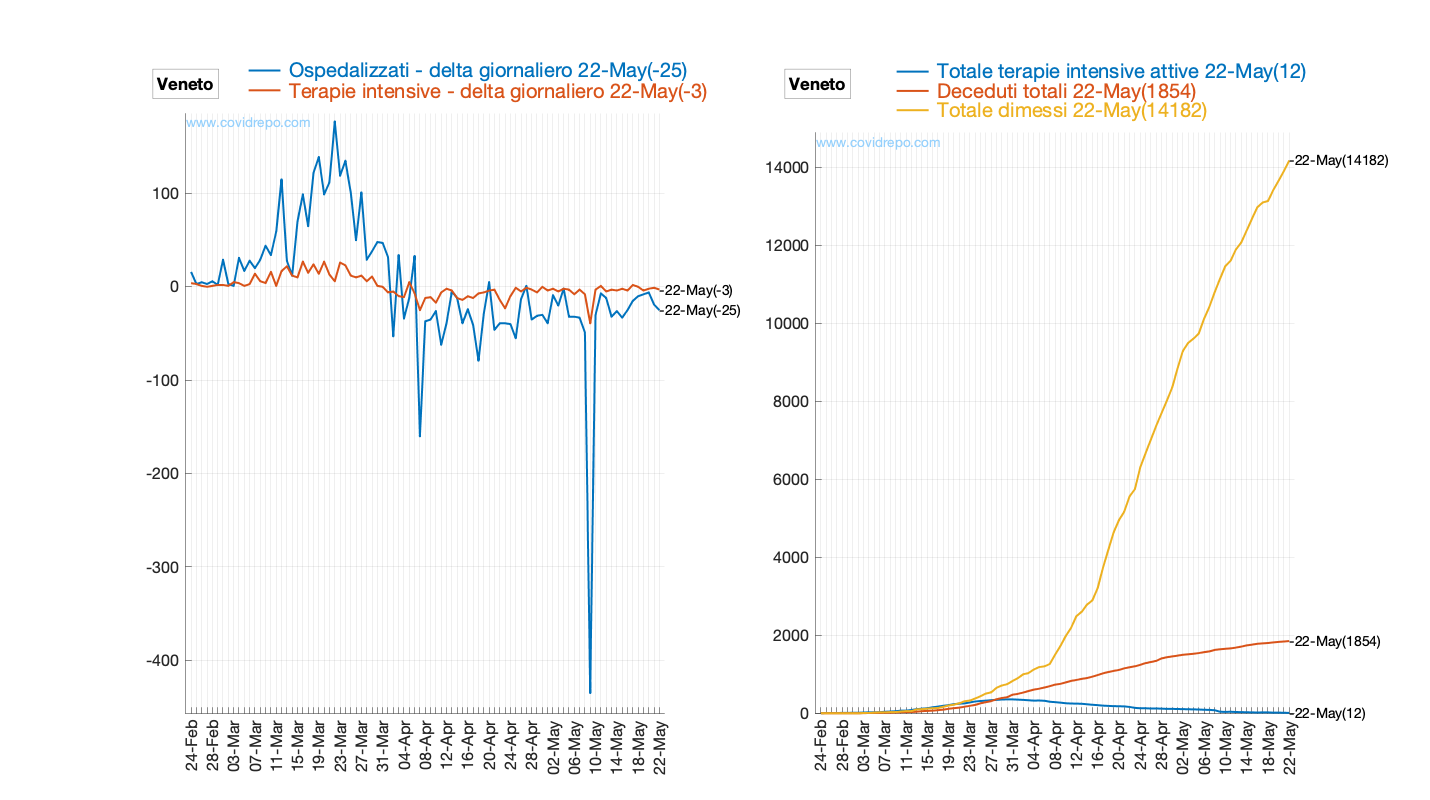 Veneto
Ospedalizzati - delta giornaliero 22-May(-25)
Terapie intensive - delta giornaliero 22-May(-3)
www.covidrepo.com
100
0
-100
-200
-300
-400
22-May(-3)
22-May(-25)
24-Feb
28-Feb
03-Mar
07-Mar
11-Mar
15-Mar
19-Mar
23-Mar
27-Mar
31-Mar
04-Apr
08-Apr
12-Apr
16-Apr
20-Apr
24-Apr
28-Apr
02-May
06-May
10-May
14-May
18-May
22-May
Veneto
Totale terapie intensive attive 22-May(12)
Deceduti totali 22-May(1854)
Totale dimessi 22-May(14182)
www.covidrepo.com
14000
12000
10000
8000
6000
4000
2000
0
22-May(14182)
22-May(1854)
22-May(12)
24-Feb
28-Feb
03-Mar
07-Mar
11-Mar
15-Mar
19-Mar
23-Mar
27-Mar
31-Mar
04-Apr
08-Apr
12-Apr
16-Apr
20-Apr
24-Apr
28-Apr
02-May
06-May
10-May
14-May
18-May
22-May